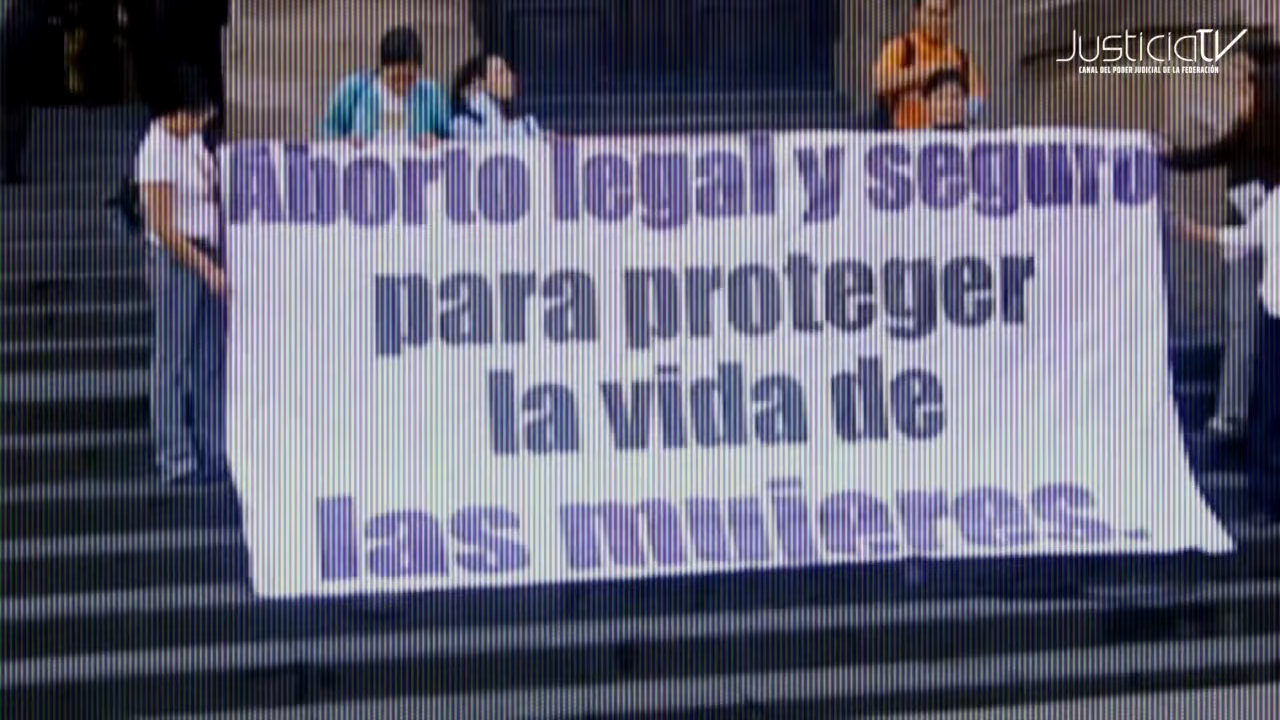 JusticiaTV
CANAL DEL PODER JUDICIAL DE LA FEDERACIÓN
Aborto legal y seguro
para proteger
la vida de
las mujeres.